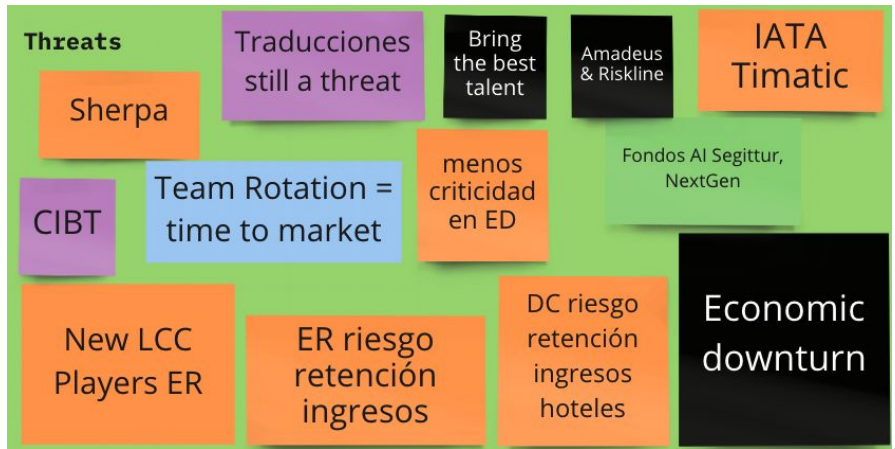 Threats
Sherpa
Traducciones
still a threat
Bring
the best
talent
Amadeus
& Riskline
IATA
Timatic
CIBT
Team Rotation =
time to market
menos
criticidad
en ED
Fondos AI Segittur,
NextGen
New LCC
Players ER
ER riesgo
retención
ingresos
DC riesgo
retención
ingresos
hoteles
Economic
downturn